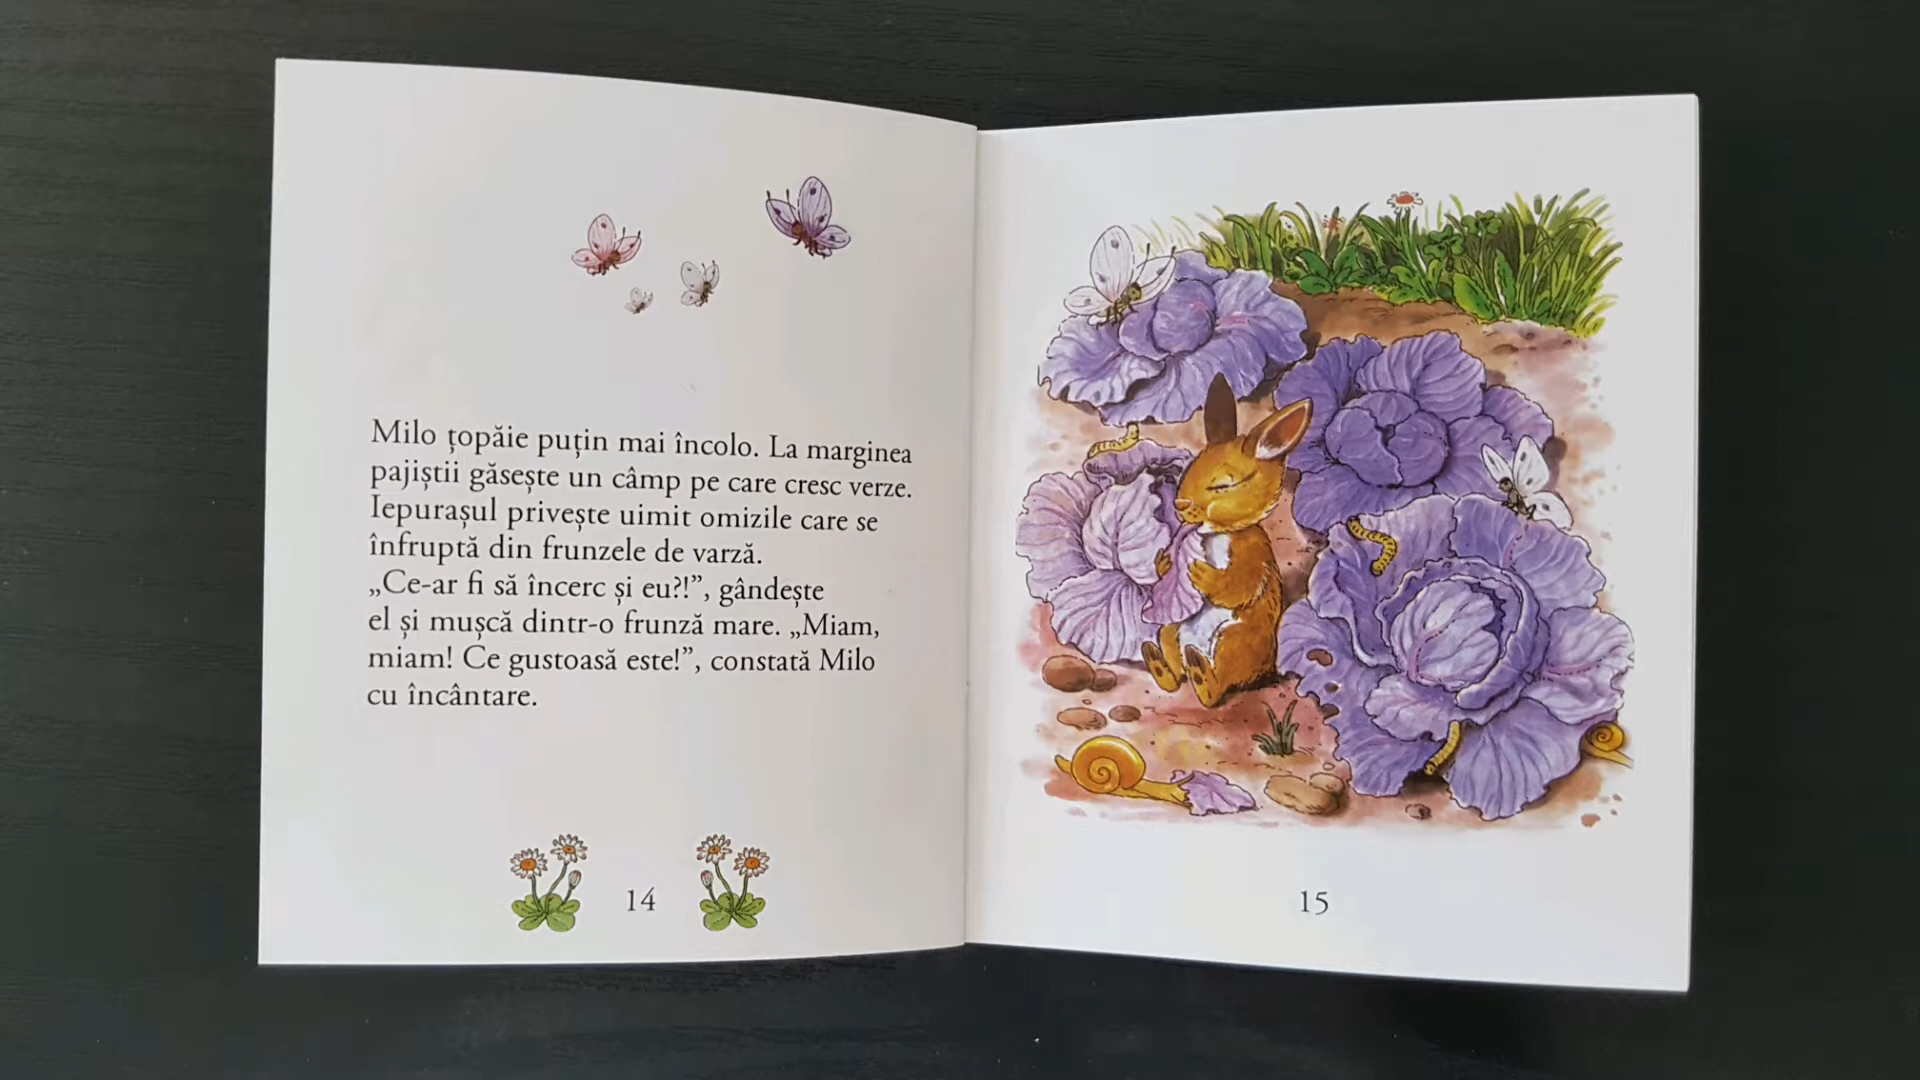 Milo țopăie puțin mai încolo. La marginea
pajiștii găsește un câmp pe care cresc verze.
Iepurașul privește uimit omizile care se
înfruptă din frunzele de varză.
„Ce-ar fi să încerc și eu?!”, gândește
el și mușcă dintr-o frunză mare. „Miam,
miam! Ce gustoasă este!”, constată Milo
cu încântare.
14
15